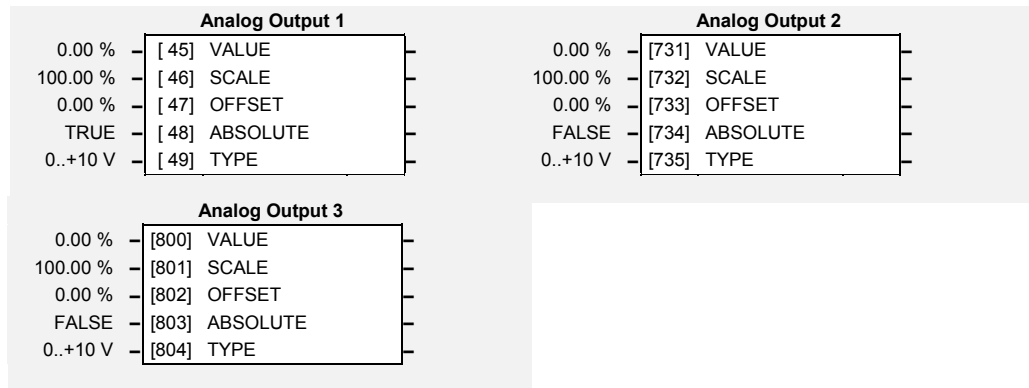 Analog Output 1
0.00 % [ 45] VALUE
100.00 % [ 46] SCALE
0.00 % [ 47] OFFSET
TRUE [ 48] ABSOLUTE
0..+10 V [ 49] TYPE
Analog Output 2
0.00 % [731] VALUE
100.00 % [732] SCALE
0.00 % [733] OFFSET
FALSE [734] ABSOLUTE
0..+10 V [735] TYPE
Analog Output 3
0.00 % [800] VALUE
100.00 % [801] SCALE
0.00 % [802] OFFSET
FALSE [803] ABSOLUTE
0..+10 V [804] TYPE